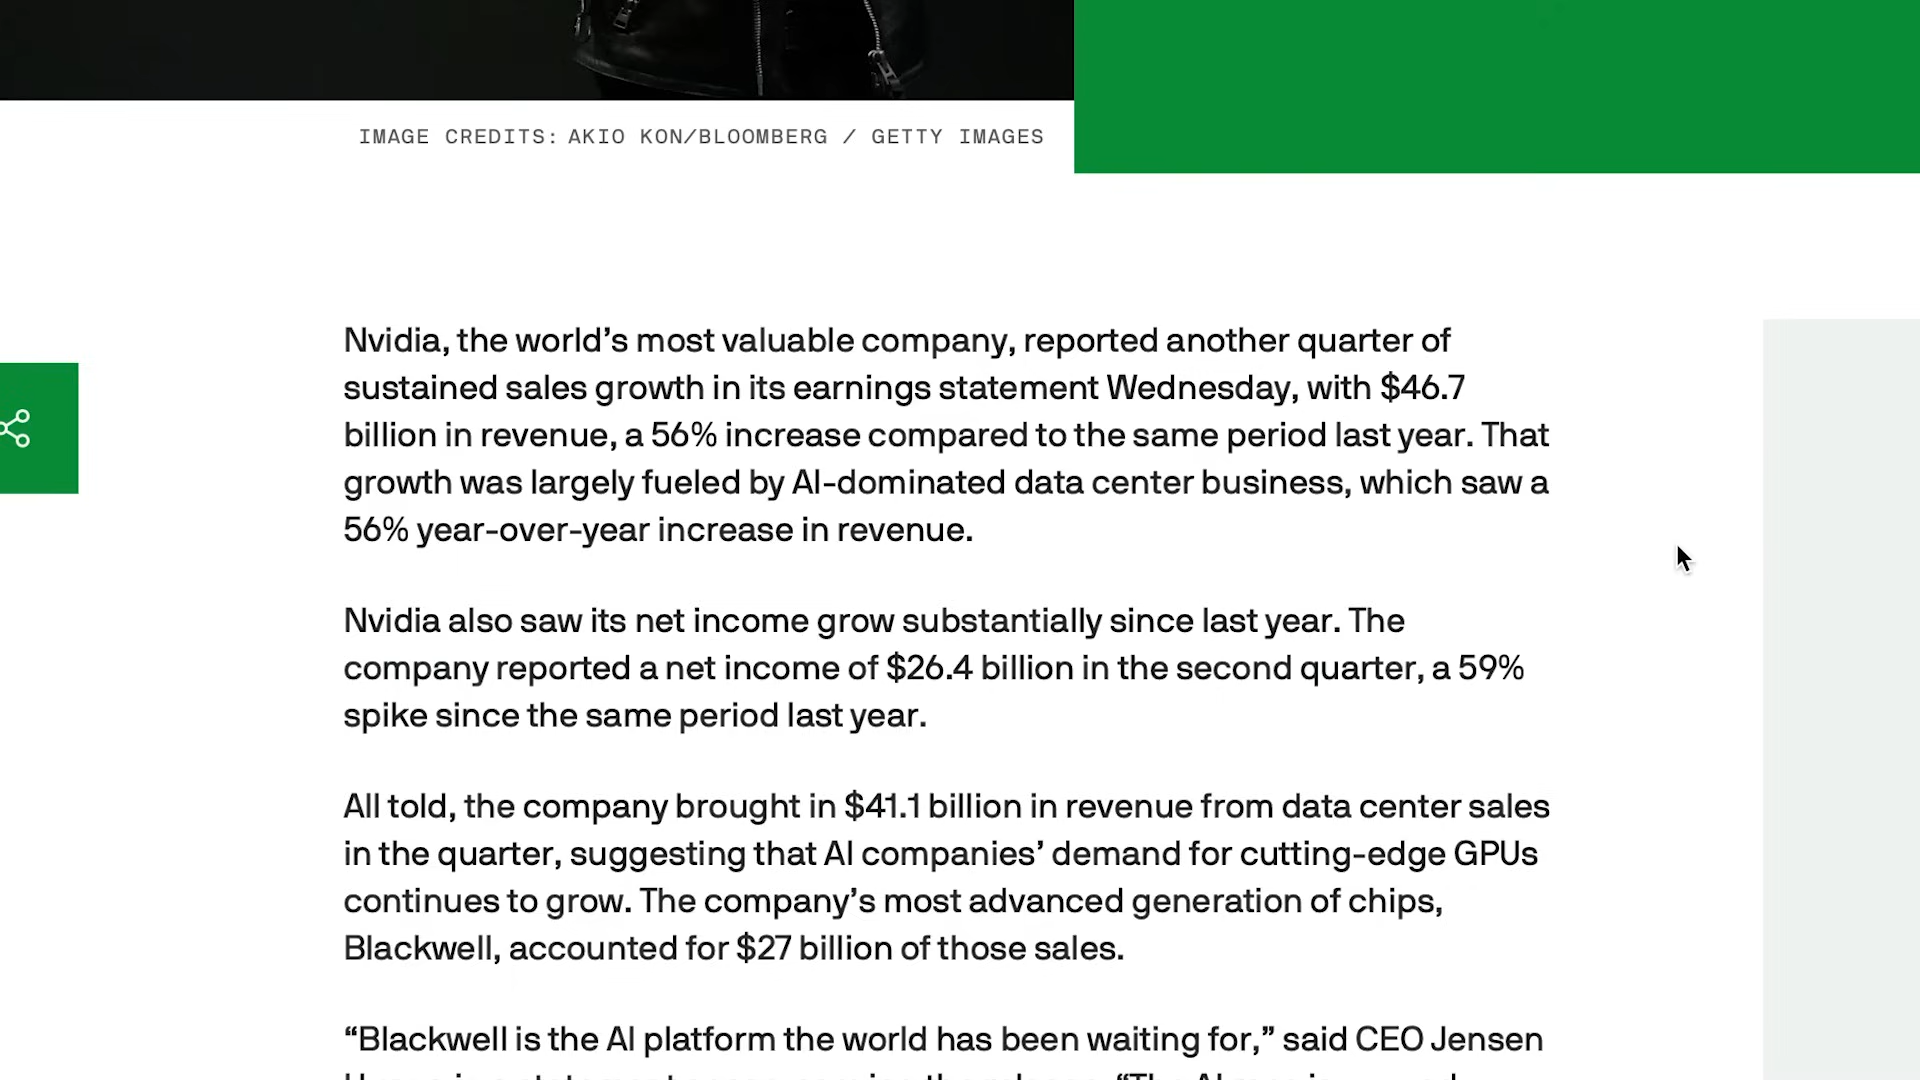 IMAGE CREDITS: AKIO KON/BLOOMBERG / GETTY IMAGES
Nvidia, the world’s most valuable company, reported another quarter of
sustained sales growth in its earnings statement Wednesday, with $46.7
billion in revenue, a 56% increase compared to the same period last year. That
growth was largely fueled by AI-dominated data center business, which saw a
56% year-over-year increase in revenue.
Nvidia also saw its net income grow substantially since last year. The
company reported a net income of $26.4 billion in the second quarter, a 59%
spike since the same period last year.
All told, the company brought in $41.1 billion in revenue from data center sales
in the quarter, suggesting that AI companies’ demand for cutting-edge GPUs
continues to grow. The company’s most advanced generation of chips,
Blackwell, accounted for $27 billion of those sales.
“Blackwell is the AI platform the world has been waiting for,” said CEO Jensen